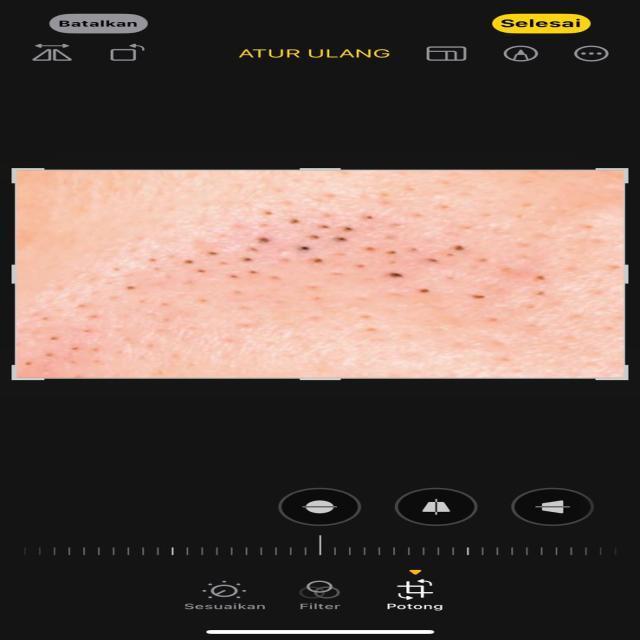 Batalkan
Selesai
ATUR ULANG
Sesuaikan
Filter
Potong